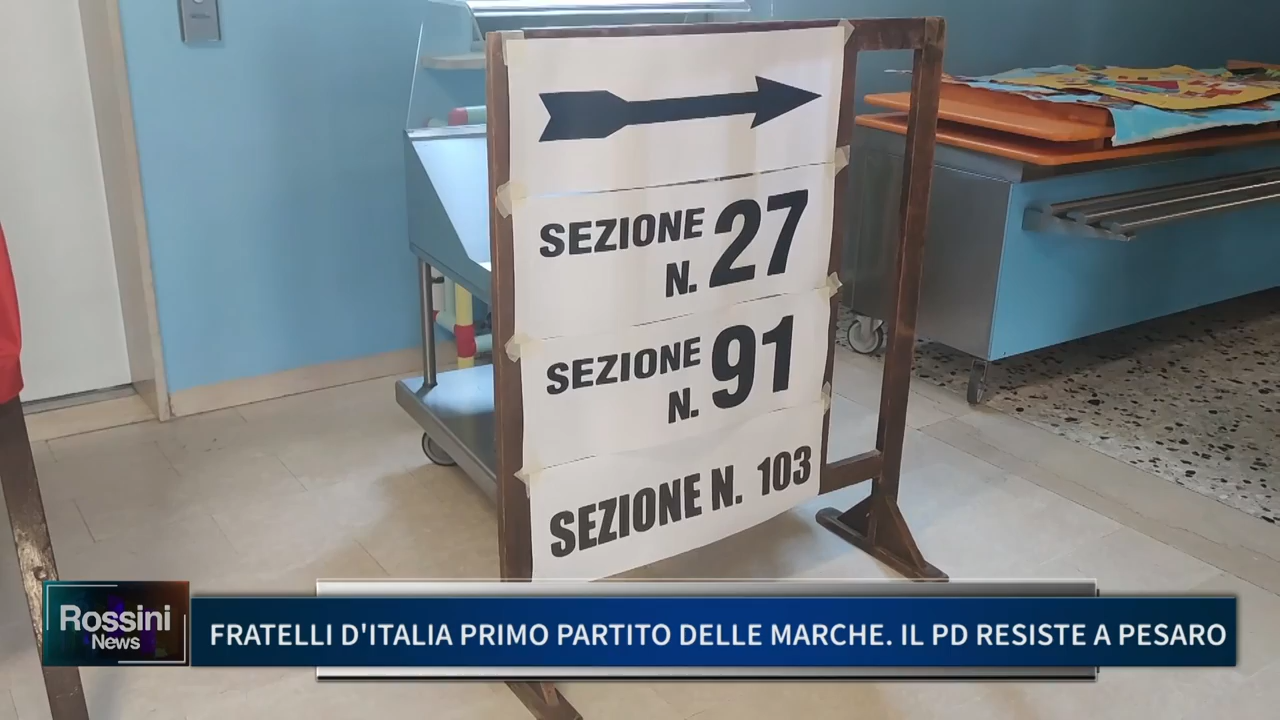 SEZIONE
N. 27
SEZIONE
N. 91
SEZIONE N. 103
Rossini
News
FRATELLI D'ITALIA PRIMO PARTITO DELLE MARCHE. IL PD RESISTE A PESARO